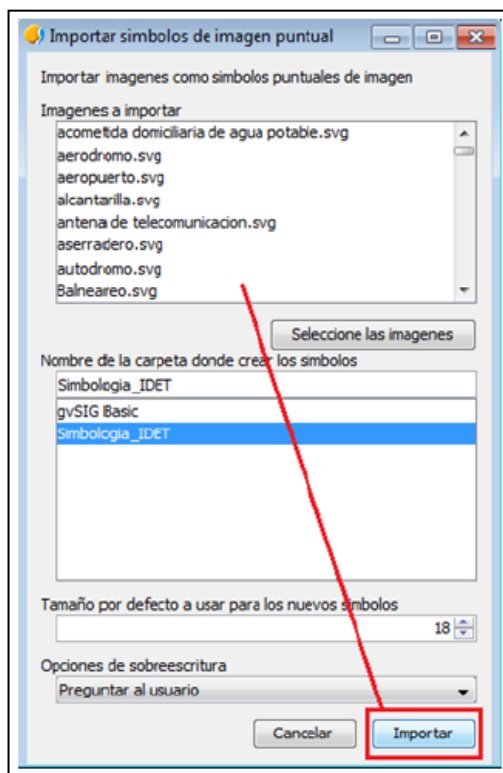 Importar simbolos de imagen puntual
Importar imagenes como simbolos puntuales de imagen
Imagenes a importar
acometida domiciliaria de agua potable.svg
aerodromo.svg
aeropuerto.svg
alcantarilla.svg
antena de telecomunicacion.svg
aserradero.svg
autodromo.svg
Balneareo.svg
Seleccione las imagenes
Nombre de la carpeta donde crear los simbolos
Simbologia_IDET
gvSIG Basic
Simbologia_IDET
Tamaño por defecto a usar para los nuevos simbolos
18
Opciones de sobreescritura
Preguntar al usuario
Cancelar Importar